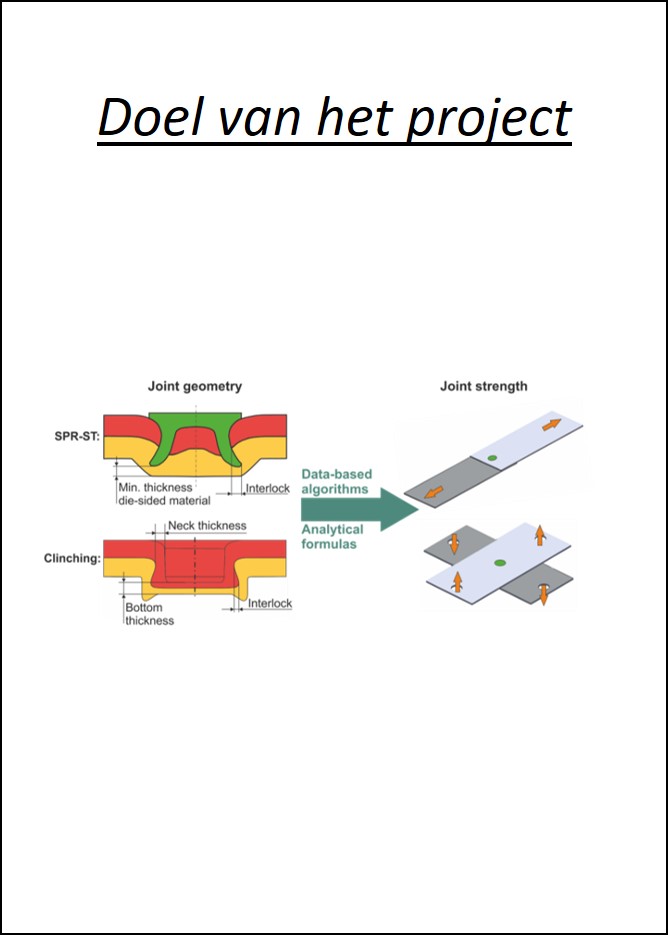 Doel van het project
Joint geometry
Joint strength
SPR-ST:
Min. thickness
die-sided material
Interlock
Data-based
algorithms
Analytical
formulas
Neck thickness
Clinching:
Bottom
thickness
Interlock